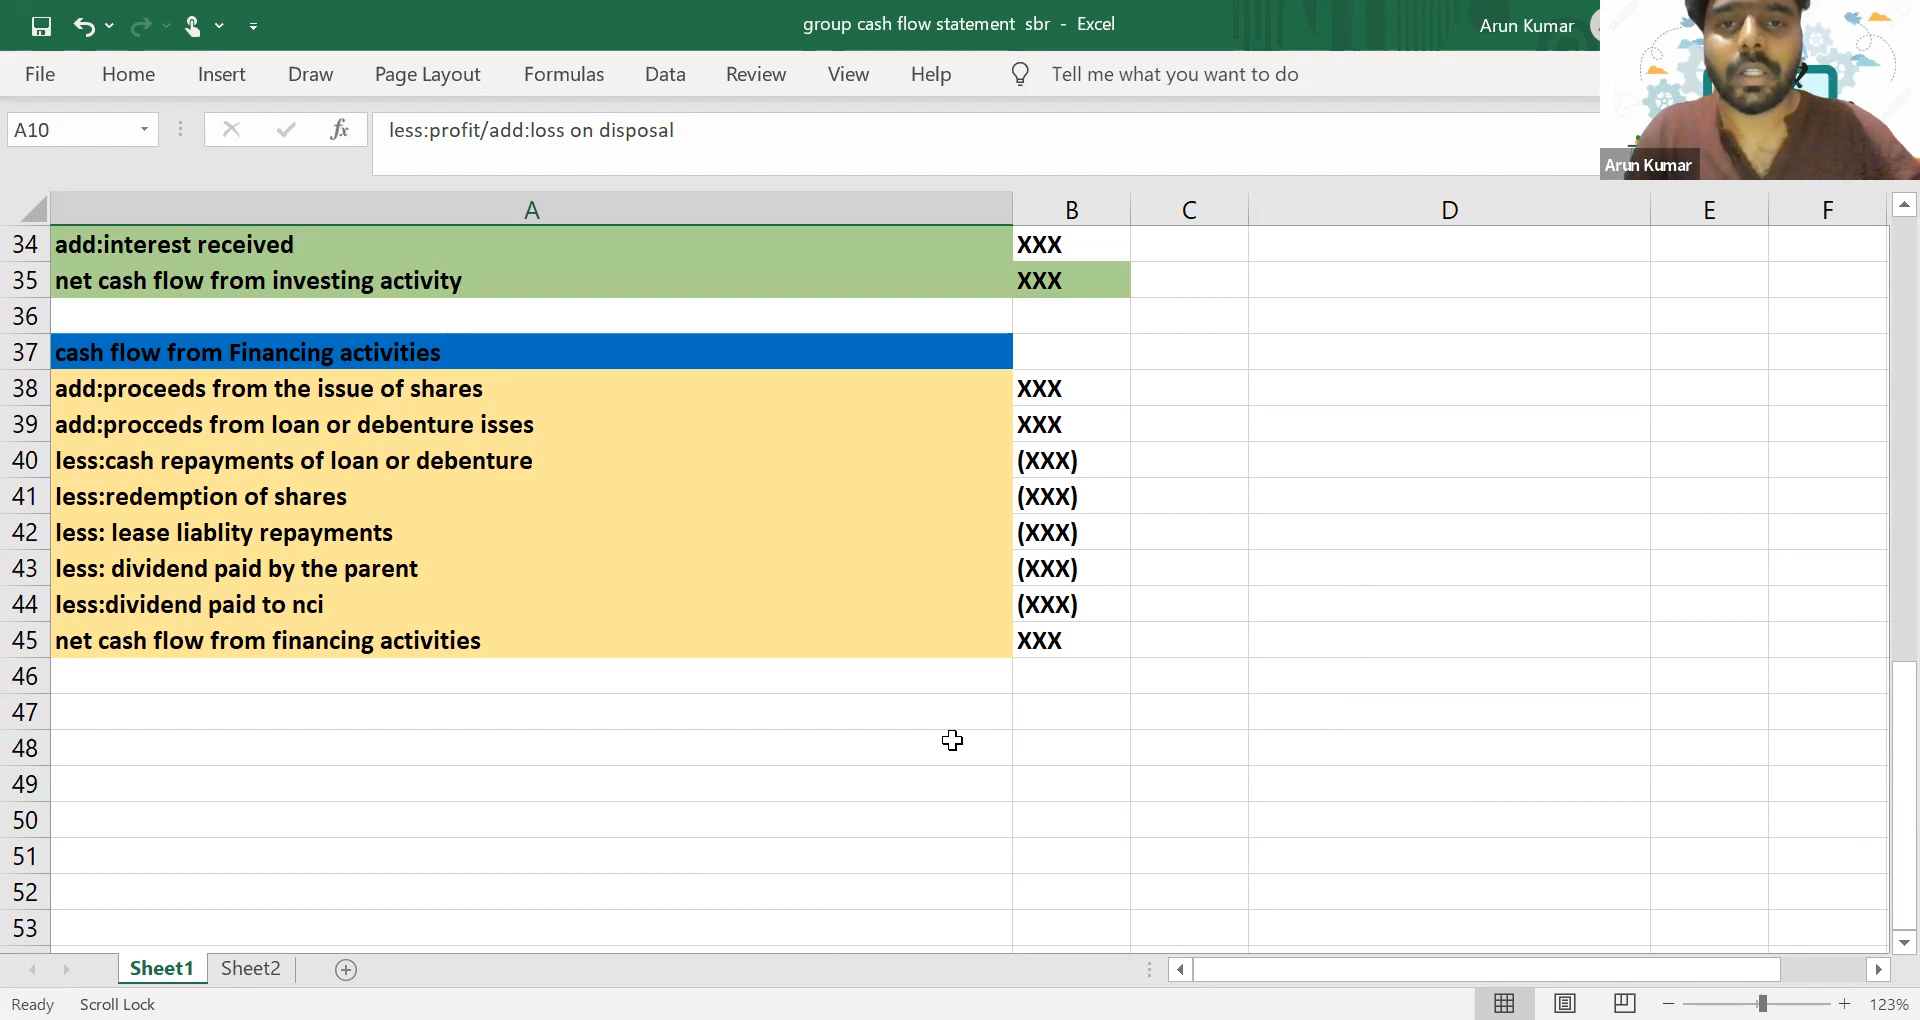 group cash flow statement sbr - Excel
Arun Kumar
File Home Insert Draw Page Layout Formulas Data Review View Help Tell me what you want to do
A10 fx less:profit/add:loss on disposal
Arun Kumar
A B C D E F
34 add:interest received XXX
35 net cash flow from investing activity XXX
36
37 cash flow from Financing activities
38 add:proceeds from the issue of shares XXX
39 add:procceds from loan or debenture isses XXX
40 less:cash repayments of loan or debenture (XXX)
41 less:redemption of shares (XXX)
42 less: lease liablity repayments (XXX)
43 less: dividend paid by the parent (XXX)
44 less:dividend paid to nci (XXX)
45 net cash flow from financing activities XXX
46
47
48
49
50
51
52
53
Sheet1 Sheet2
Ready Scroll Lock 123%